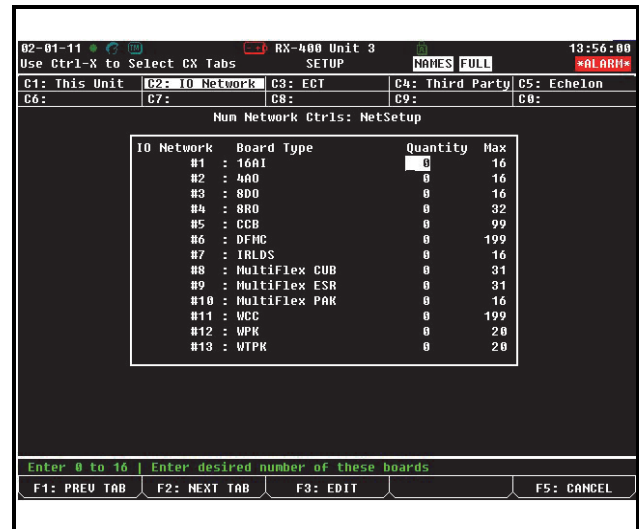 02-01-11 RX-400 Unit 3 13:56:00
Use Ctrl-X to Select CX Tabs SETUP NAMES FULL *ALARM*
C1: This Unit C2: IO Network C3: ECT C4: Third Party C5: Echelon
C6: C7: C8: C9: C0:
Num Network Ctrls: NetSetup
IO Network Board Type Quantity Max
#1 : 16AI 0 16
#2 : 4AO 0 16
#3 : 8DO 0 16
#4 : 8RO 0 32
#5 : CCB 0 99
#6 : DFMC 0 199
#7 : IRLDS 0 16
#8 : MultiFlex CUB 0 31
#9 : MultiFlex ESR 0 31
#10 : MultiFlex PAK 0 16
#11 : WCC 0 199
#12 : WPK 0 20
#13 : WTPK 0 20
Enter 0 to 16 | Enter desired number of these boards
F1: PREV TAB F2: NEXT TAB F3: EDIT F5: CANCEL